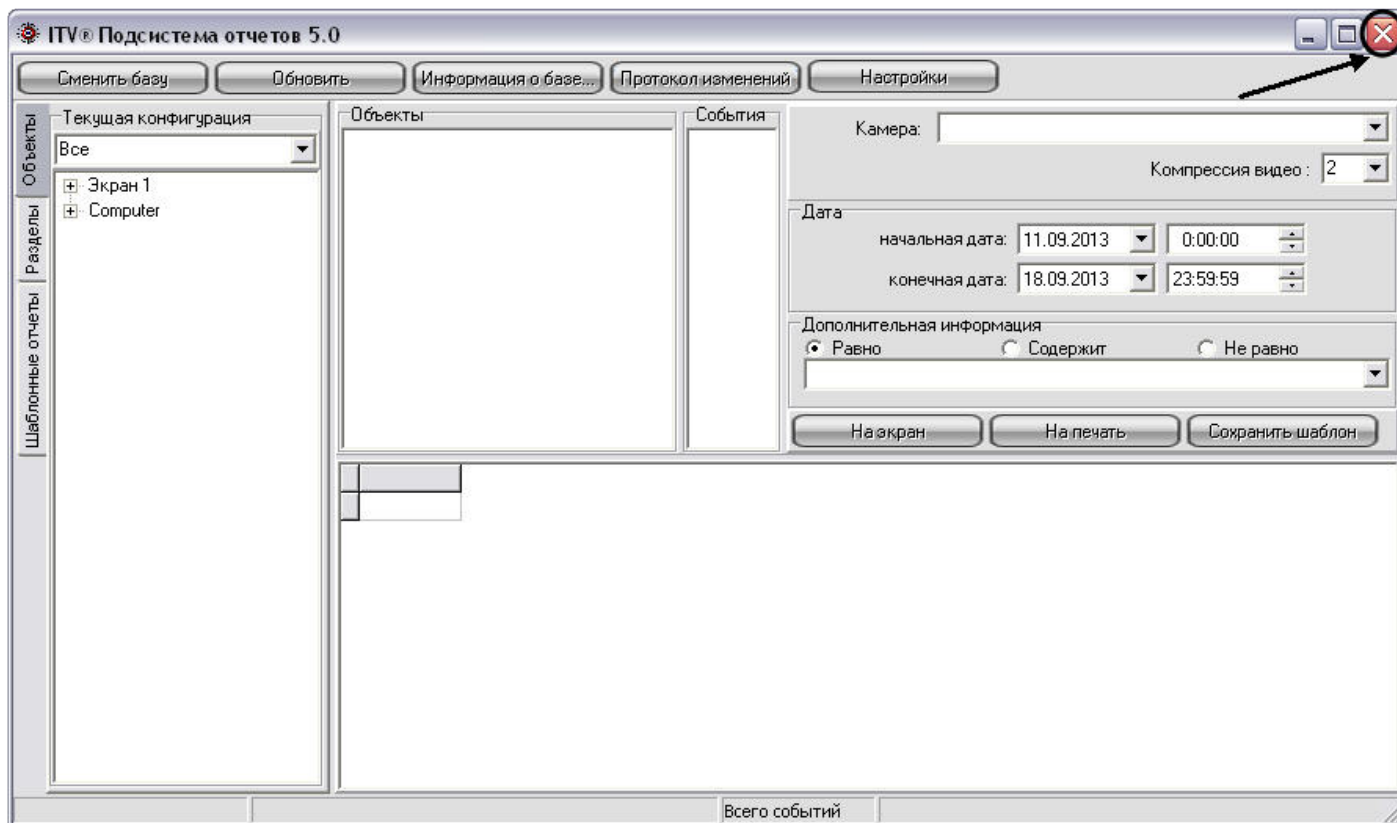 ITV® Подсистема отчетов 5.0
Сменить базу
Обновить
Информация о базе...
Протокол изменений
Настройки
Объекты
Разделы
Шаблонные отчеты
Текущая конфигурация
Все
Экран 1
Computer
Объекты
События
Камера:
Компрессия видео : 2
Дата
начальная дата: 11.09.2013 0:00:00
конечная дата: 18.09.2013 23:59:59
Дополнительная информация
Равно Содержит Не равно
На экран
На печать
Сохранить шаблон
Всего событий